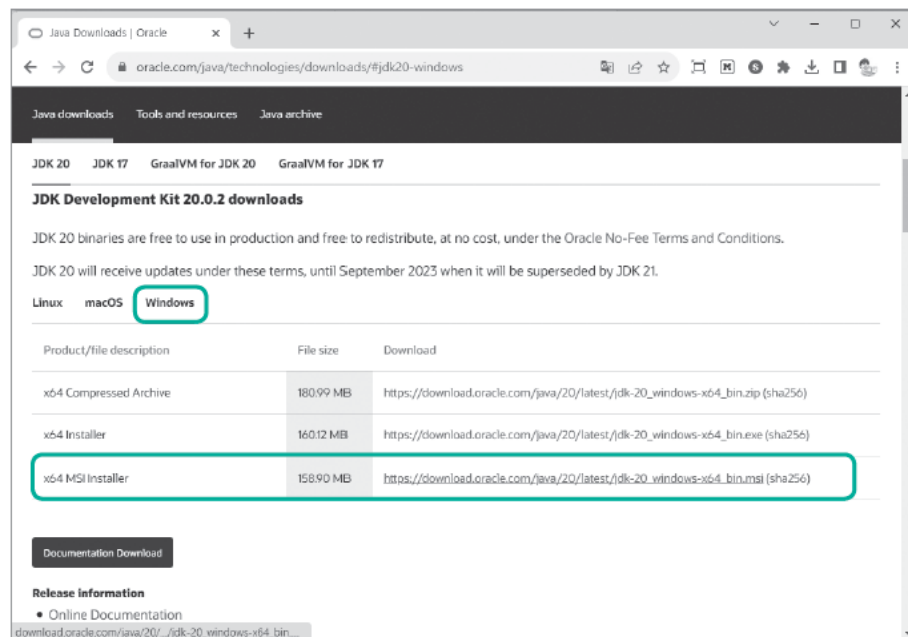 Java Downloads | Oracle
oracle.com/java/technologies/downloads/#jdk20-windows
Java downloads Tools and resources Java archive
JDK 20 JDK 17 GraalVM for JDK 20 GraalVM for JDK 17
JDK Development Kit 20.0.2 downloads
JDK 20 binaries are free to use in production and free to redistribute, at no cost, under the Oracle No-Fee Terms and Conditions.
JDK 20 will receive updates under these terms, until September 2023 when it will be superseded by JDK 21.
Linux macOS Windows
Product/file description File size Download
x64 Compressed Archive 180.99 MB https://download.oracle.com/java/20/latest/jdk-20_windows-x64_bin.zip (sha256)
x64 Installer 160.12 MB https://download.oracle.com/java/20/latest/jdk-20_windows-x64_bin.exe (sha256)
x64 MSI Installer 158.90 MB https://download.oracle.com/java/20/latest/jdk-20_windows-x64_bin.msi (sha256)
Documentation Download
Release information
• Online Documentation
download.oracle.com/java/20/.../jdk-20_windows-x64_bin....